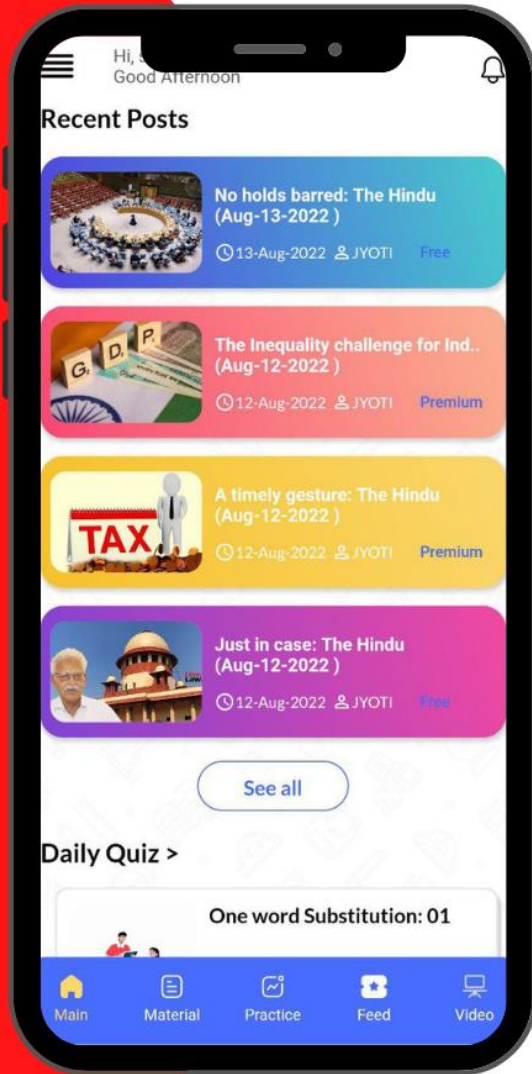 Hi,
Good Afternoon
Recent Posts
No holds barred: The Hindu
(Aug-13-2022 )
13-Aug-2022 JYOTI Free
G D P
The Inequality challenge for Ind..
(Aug-12-2022 )
12-Aug-2022 JYOTI Premium
TAX
A timely gesture: The Hindu
(Aug-12-2022 )
12-Aug-2022 JYOTI Premium
Just in case: The Hindu
(Aug-12-2022 )
12-Aug-2022 JYOTI Free
See all
Daily Quiz >
One word Substitution: 01
Main Material Practice Feed Video